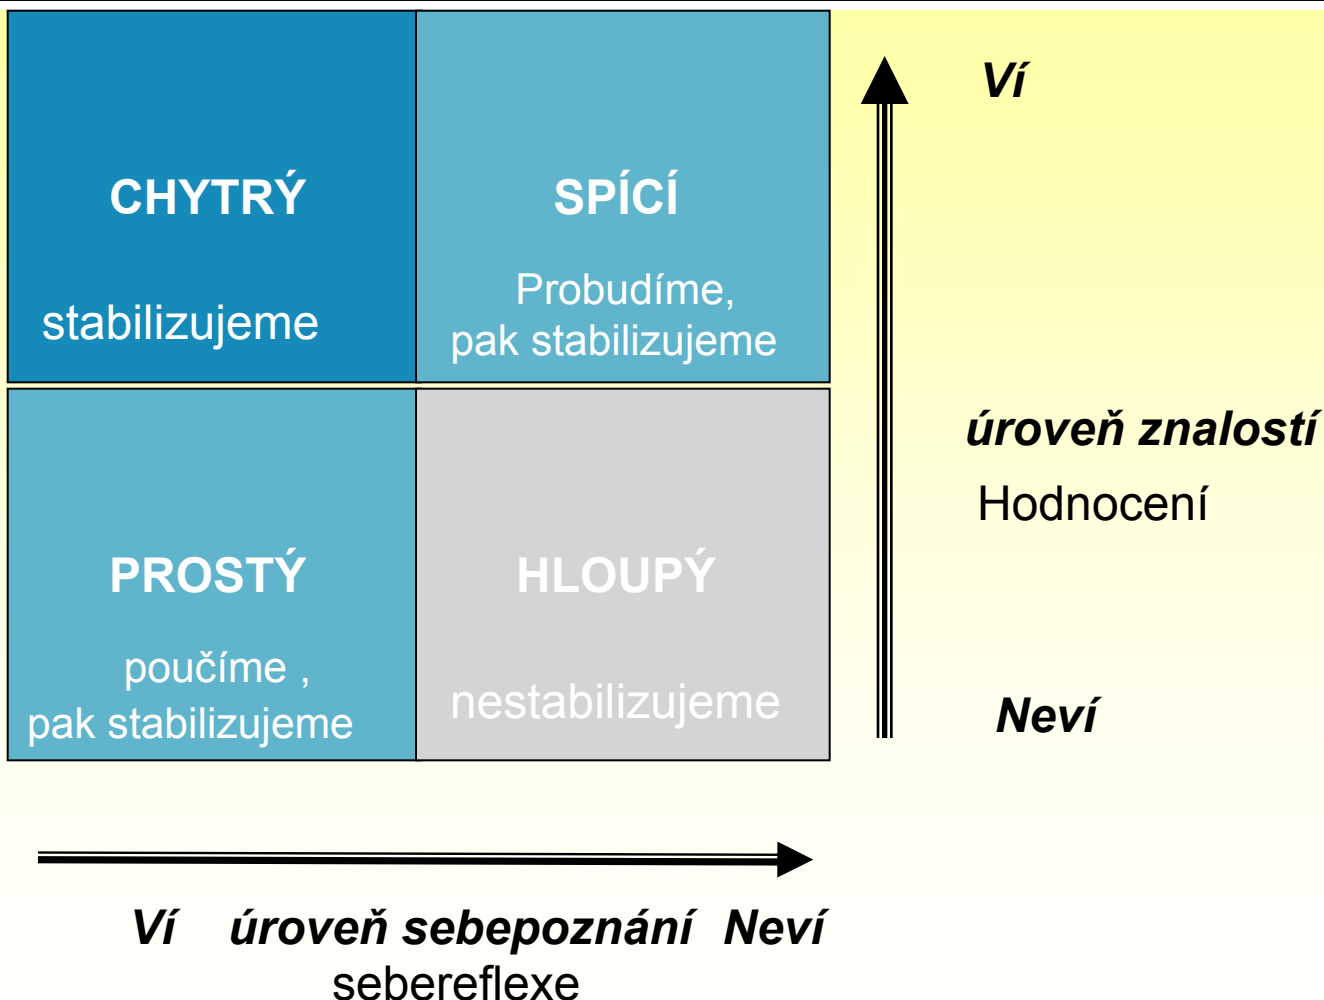 CHYTRÝ
stabilizujeme
SPÍCÍ
Probudíme,
pak stabilizujeme
PROSTÝ
poučíme ,
pak stabilizujeme
HLOUPÝ
nestabilizujeme
Ví
úroveň znalostí
Hodnocení
Neví
Ví úroveň sebepoznání Neví
sebereflexe